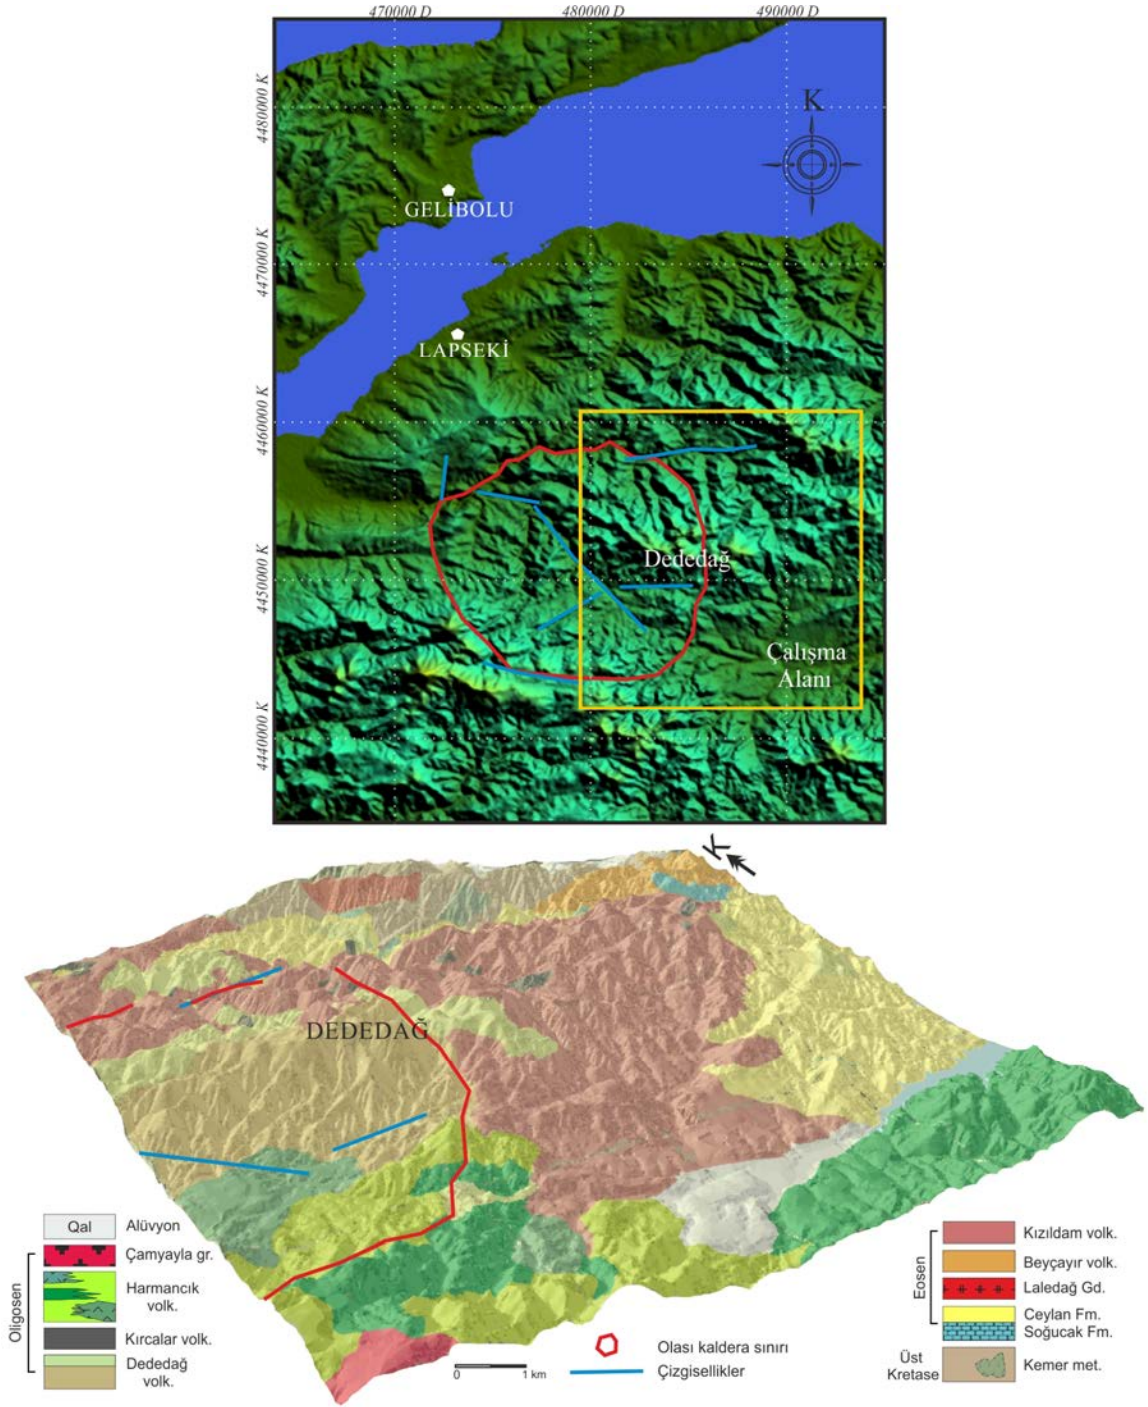 470000 D
480000 D
490000 D
4480000 K
4470000 K
4460000 K
4450000 K
4440000 K
K
GELİBOLU
LAPSEKİ
Dededağ
Çalışma
Alanı
K
DEDEDAĞ
Oligosen
Qal
Alüvyon
Çamyayla gr.
Harmancık
volk.
Kırcalar volk.
Dededağ
volk.
0
1 km
Olası kaldera sınırı
Çizgisellikler
Eosen
Kızıldam volk.
Beyçayır volk.
Laledağ Gd.
Ceylan Fm.
Soğucak Fm.
Üst
Kretase
Kemer met.